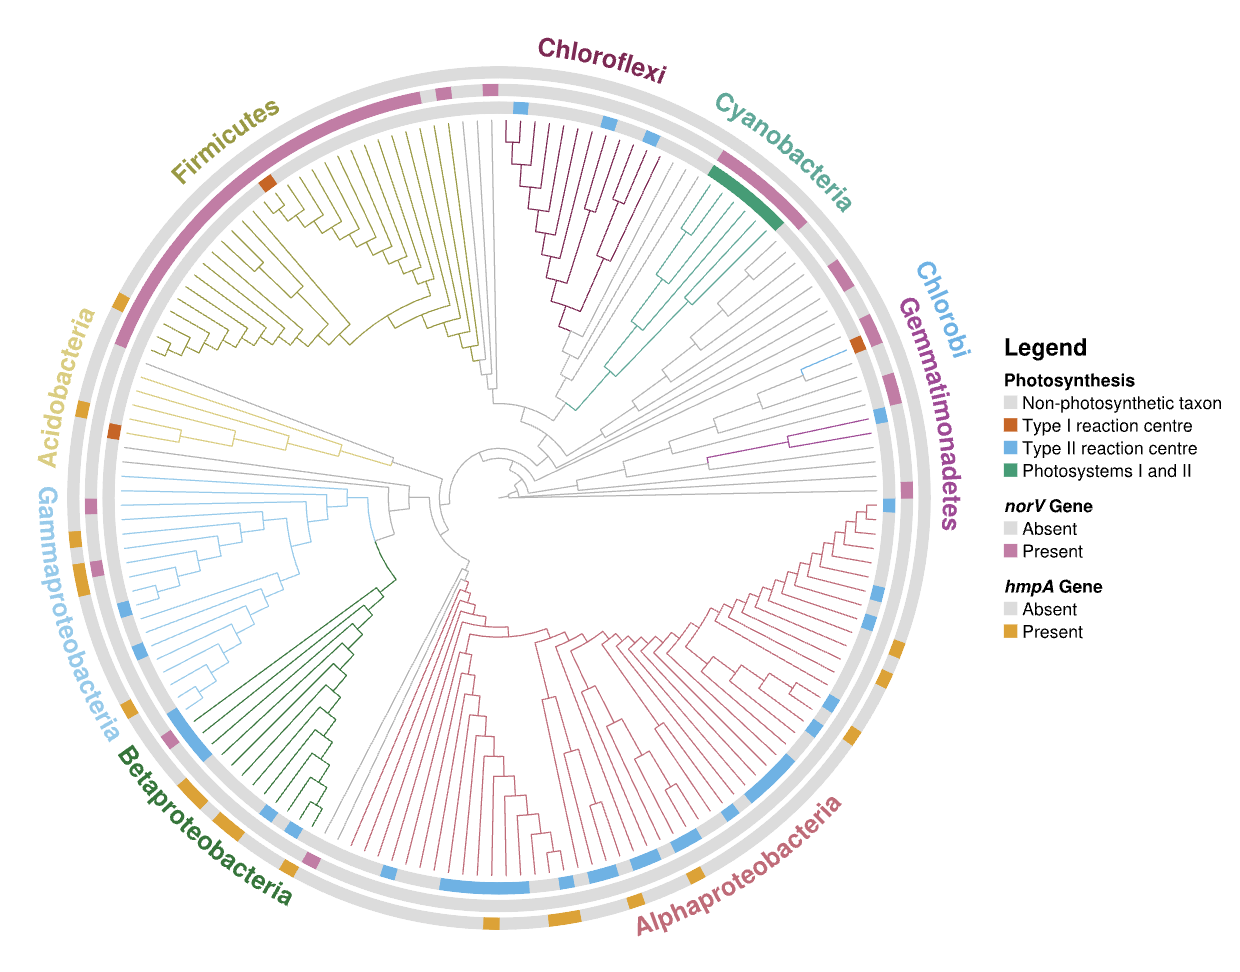 Chloroflexi
Cyanobacteria
Firmicutes
Chlorobi
Gemmatimonadetes
Acidobacteria
Gammaproteobacteria
Betaproteobacteria
Alphaproteobacteria
Legend
Photosynthesis
Non-photosynthetic taxon
Type I reaction centre
Type II reaction centre
Photosystems I and II
norV Gene
Absent
Present
hmpA Gene
Absent
Present